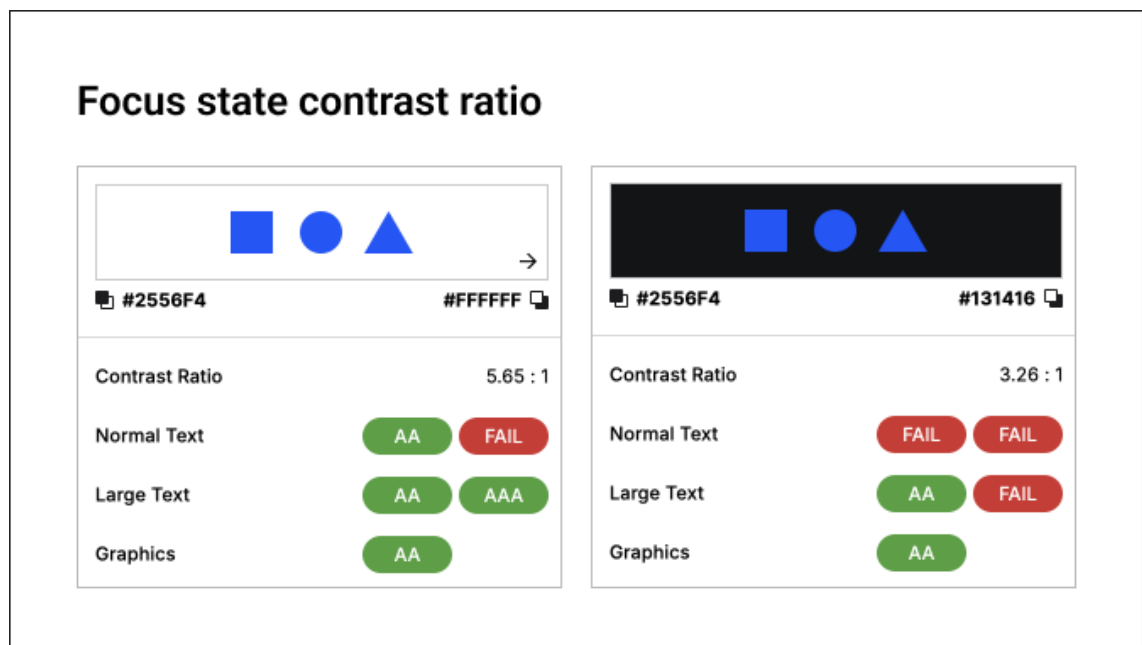 Focus state contrast ratio
#2556F4 #FFFFFF
Contrast Ratio 5.65 : 1
Normal Text AA FAIL
Large Text AA AAA
Graphics AA
#2556F4 #131416
Contrast Ratio 3.26 : 1
Normal Text FAIL FAIL
Large Text AA FAIL
Graphics AA